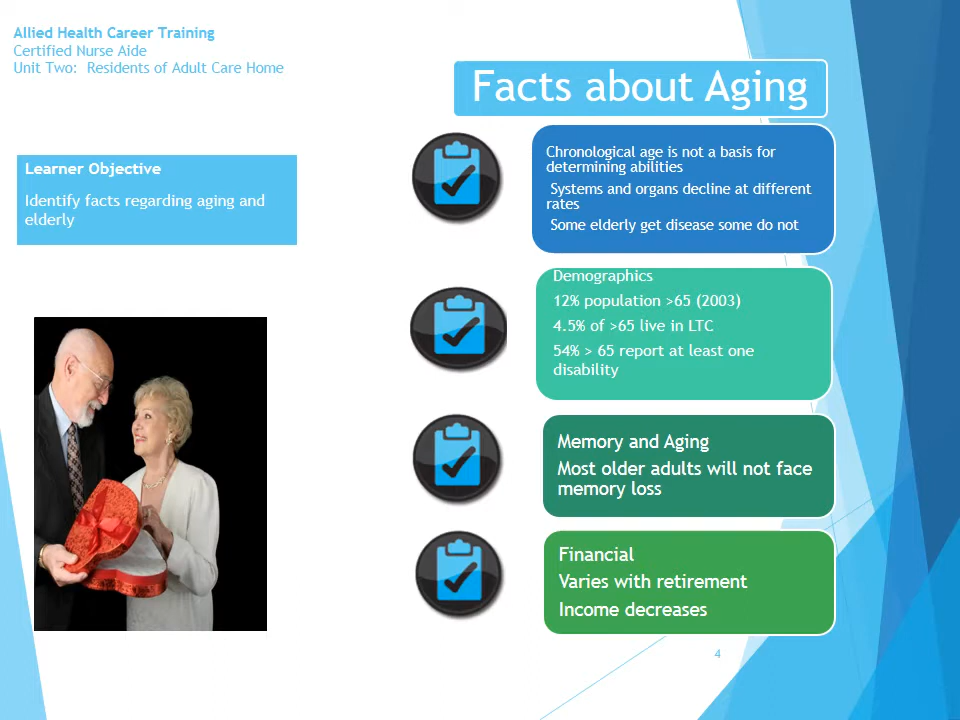 Allied Health Career Training
Certified Nurse Aide
Unit Two:  Residents of Adult Care Home
Facts about Aging
Learner Objective
Identify facts regarding aging and
elderly
Chronological age is not a basis for
determining abilities
Systems and organs decline at different
rates
Some elderly get disease some do not
Demographics
12% population >65 (2003)
4.5% of >65 live in LTC
54% > 65 report at least one
disability
Memory and Aging
Most older adults will not face
memory loss
Financial
Varies with retirement
Income decreases
4